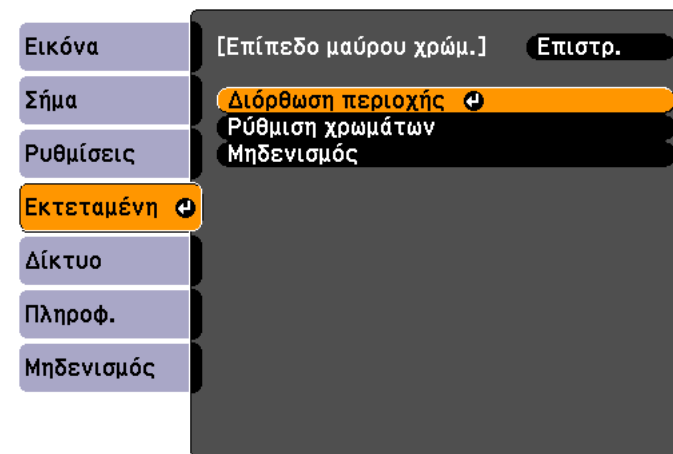 Εικόνα
Σήμα
Ρυθμίσεις
Εκτεταμένη
Δίκτυο
Πληροφ.
Μηδενισμός
[Επίπεδο μαύρου χρώμ.] Επιστρ.
Διόρθωση περιοχής
Ρύθμιση χρωμάτων
Μηδενισμός